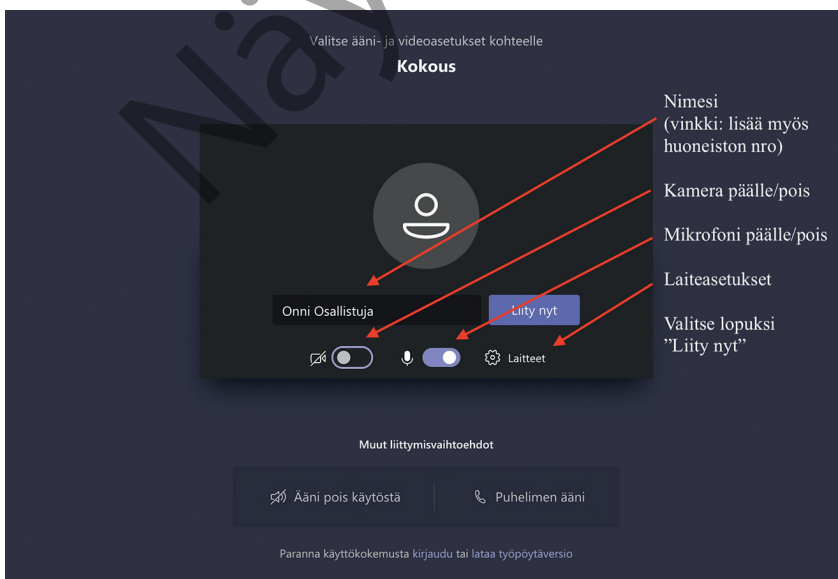 Valitse ääni- ja videoasetukset kohteelle
Kokous
Nimesi
(vinkki: lisää myös
huoneiston nro)
Kamera päälle/pois
Mikrofoni päälle/pois
Laiteasetukset
Valitse lopuksi
”Liity nyt”
Onni Osallistuja
Liity nyt
Laitteet
Muut liittymisvaihtoehdot
Ääni pois käytöstä
Puhelimen ääni
Paranna käyttökokemusta kirjaudu tai lataa työpöytäversio